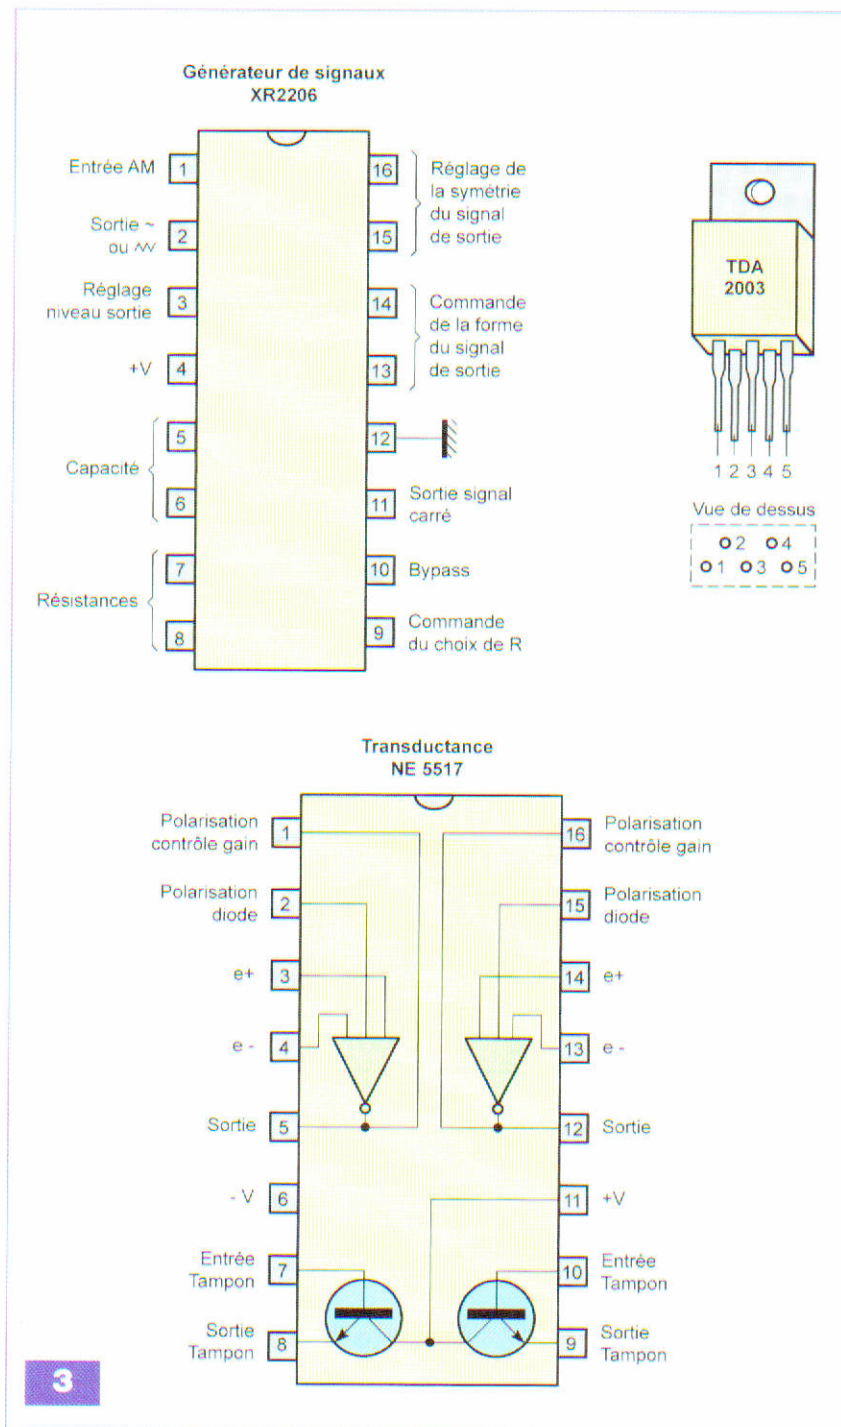 Générateur de signaux
XR2206
Entrée AM
1
Sortie ~
ou
2
Réglage
niveau sortie
3
+V
4
Capacité
5
6
Résistances
7
8
16
15
Réglage de
la symétrie
du signal
de sortie
14
13
Commande
de la forme
du signal
de sortie
12
11
Sortie signal
carré
10
Bypass
9
Commande
du choix de R
TDA
2003
1 2 3 4 5
Vue de dessus
2 4
1 3 5
Transductance
NE 5517
Polarisation
contrôle gain
1
Polarisation
diode
2
e+
3
e -
4
Sortie
5
- V
6
Entrée
Tampon
7
Sortie
Tampon
8
16
Polarisation
contrôle gain
15
Polarisation
diode
14
e+
13
e -
12
Sortie
11
+V
10
Entrée
Tampon
9
Sortie
Tampon
3